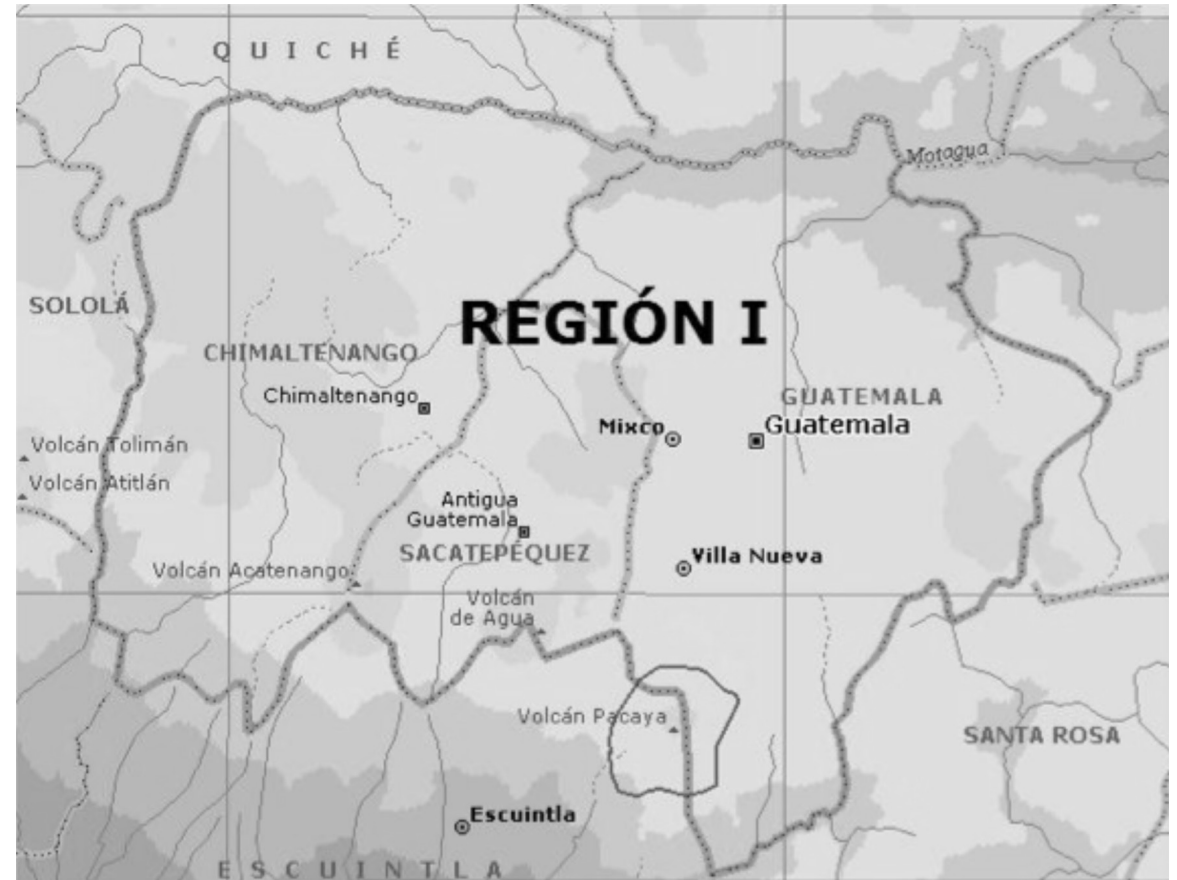 QUICHÉ
Motagua
SOLOLÁ
REGIÓN I
CHIMALTENANGO
Chimaltenango
GUATEMALA
Guatemala
Mixco
Volcán Tolimán
Volcán Atitlán
Antigua
Guatemala
SACATEPÉQUEZ
Villa Nueva
Volcán Acatenango
Volcán
de Agua
Volcán Pacaya
SANTA ROSA
Escuintla
ESCUINTLA